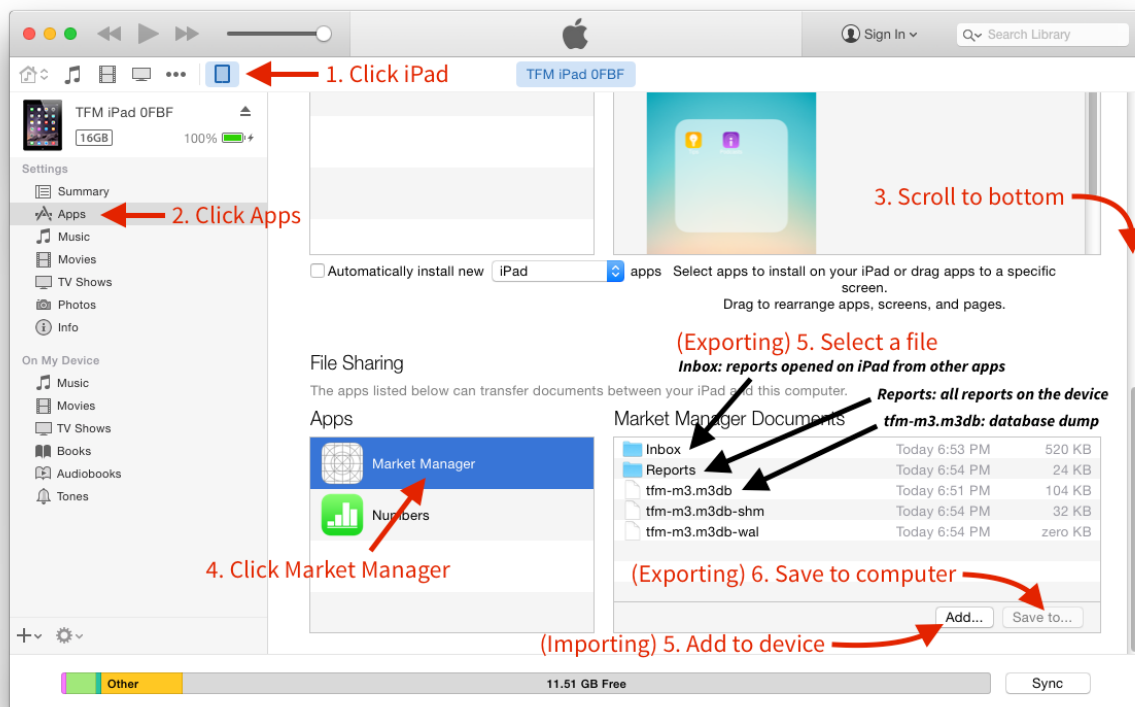 Sign In
Search Library
1. Click iPad
TFM iPad 0FBF
TFM iPad 0FBF
16GB
100%
Settings
Summary
Apps
2. Click Apps
Music
Movies
TV Shows
Photos
Info
On My Device
Music
Movies
TV Shows
Books
Audiobooks
Tones
3. Scroll to bottom
Automatically install new iPad apps
Select apps to install on your iPad or drag apps to a specific
screen.
Drag to rearrange apps, screens, and pages.
(Exporting) 5. Select a file
Inbox: reports opened on iPad from other apps
File Sharing
The apps listed below can transfer documents between your iPad and this computer.
Reports: all reports on the device
Apps
Market Manager Documents
tfm-m3.m3db: database dump
Market Manager
Numbers
4. Click Market Manager
Inbox Today 6:53 PM 520 KB
Reports Today 6:54 PM 24 KB
tfm-m3.m3db Today 6:51 PM 104 KB
tfm-m3.m3db-shm Today 6:54 PM 32 KB
tfm-m3.m3db-wal Today 6:54 PM zero KB
(Exporting) 6. Save to computer
Add... Save to...
(Importing) 5. Add to device
Other
11.51 GB Free
Sync